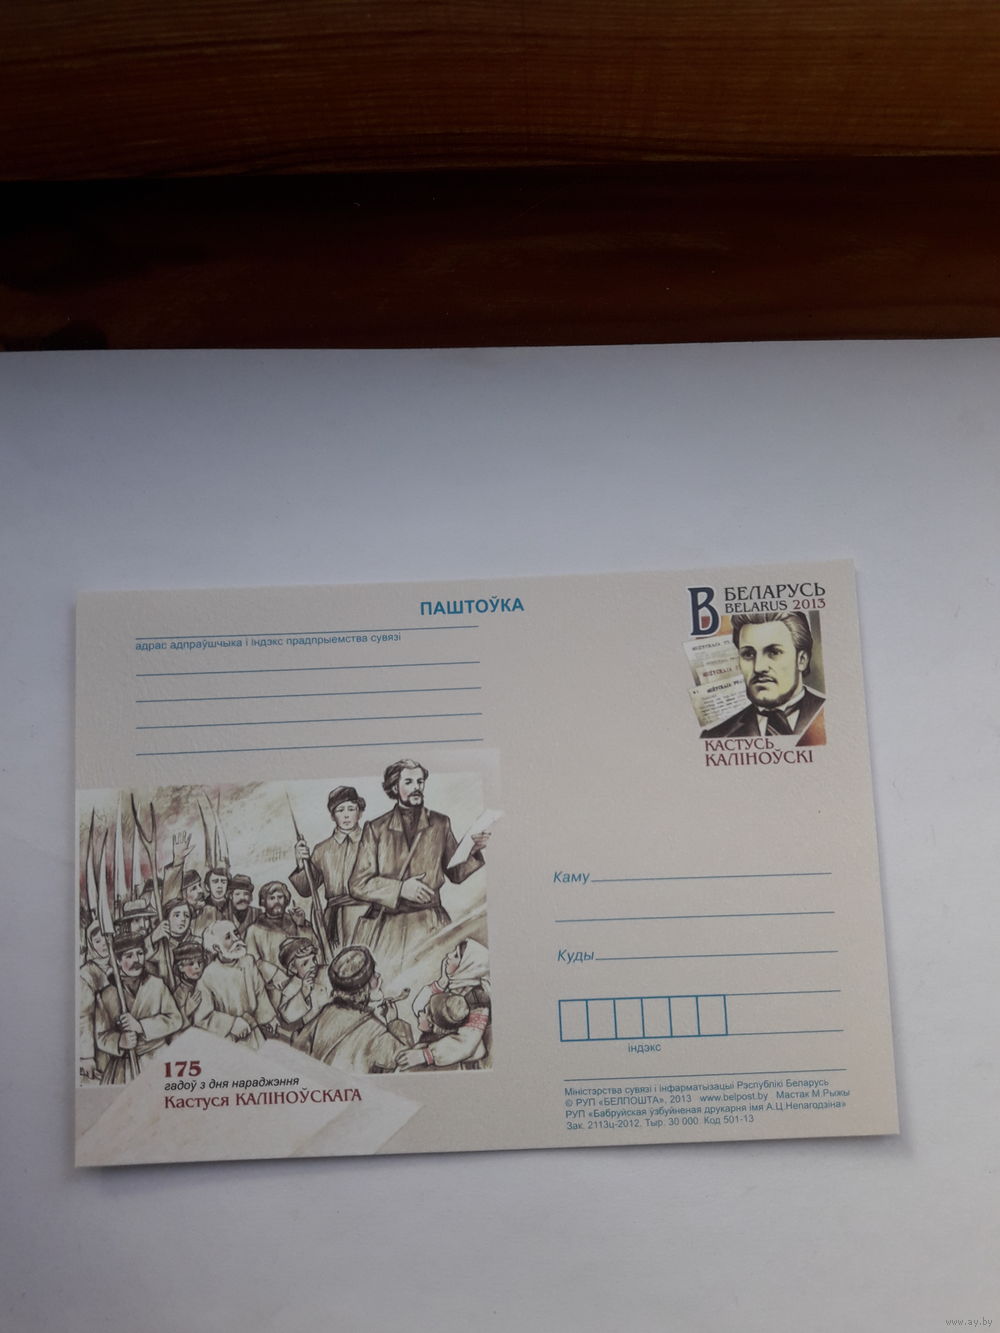 ПАШТОЎКА
адрас адпраўшчыка і індэкс прадпрыемства сувязі
В БЕЛАРУСЬ
BELARUS 2013
КАСТУСЬ
КАЛІНОЎСКІ
Каму
Куды
індэкс
175
гадоў з дня нараджэння
Кастуся КАЛІНОЎСКАГА
Міністэрства сувязі і інфарматызацыі Рэспублікі Беларусь
© РУП «БЕЛПОШТА», 2013 www.belpost.by Мастак М.Рыжы
РУП «Бабруйская ўзбуйненая друкарня імя А.Ц.Непагодзіна»
Зак. 2113ц-2012. Тыр. 30 000. Код 501-13
www.ay.by